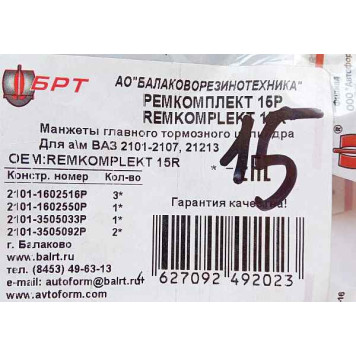 БРТ
АО"БАЛАКОВОРЕЗИНОТЕХНИКА"
РЕМКОМПЛЕКТ 15Р
REMKOMPLEKT 15R
Манжеты главного тормозного цилиндра
Для а\м ВАЗ 2101-2107, 21213
OEM:REMKOMPLEKT 15R
15
Констр. номер Кол-во
2101-1602516Р 3*
2101-1602550Р 1*
2101-3505033Р 1*
2101-3505092Р 2*
Гарантия качества!
г. Балаково
www.balrt.ru
тел. (8453) 49-63-13
e-mail: autoform@balrt.ru
www.avtoform.com
4 627092 492023